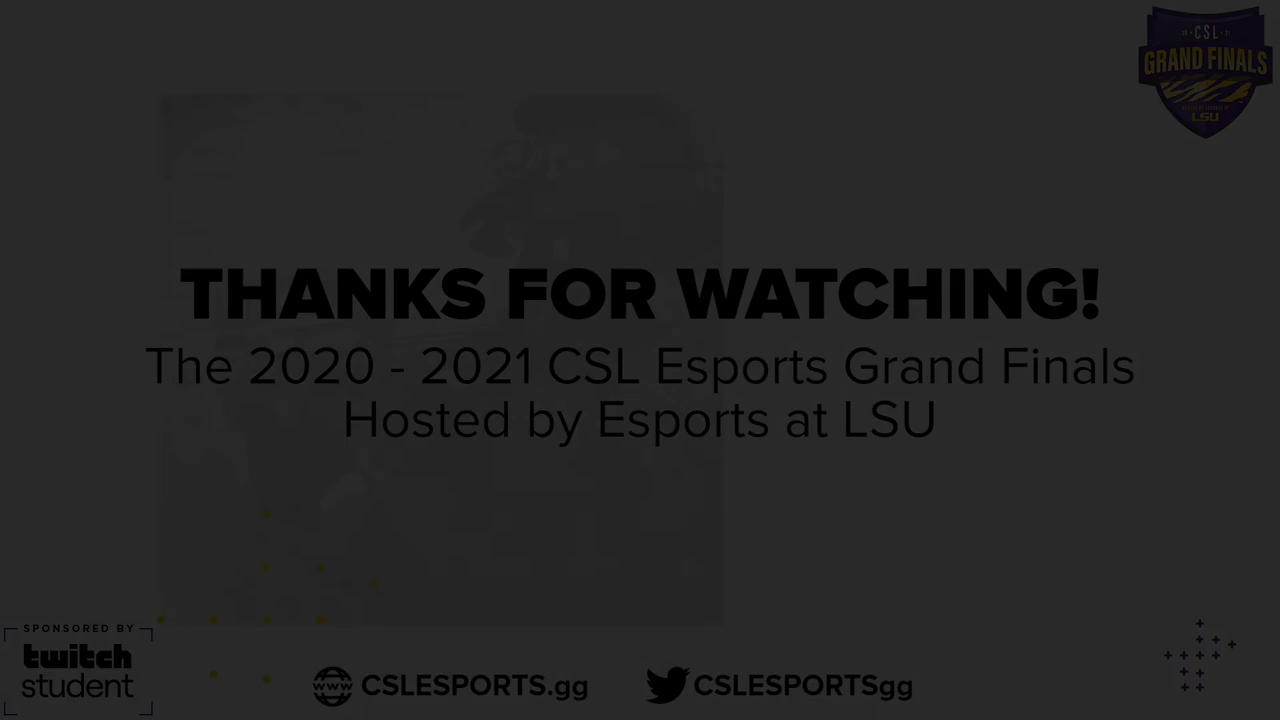 CSL
GRAND FINALS
LSU
THANKS FOR WATCHING!
The 2020 - 2021 CSL Esports Grand Finals
Hosted by Esports at LSU
SPONSORED BY
twitch
student
CSLESPORTS.gg
CSLESPORTSgg